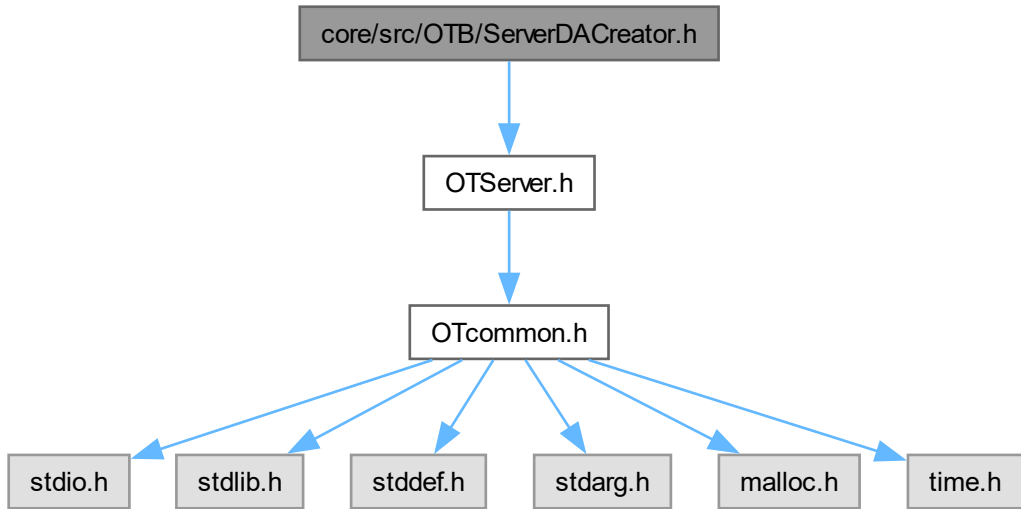 core/src/OTB/ServerDACreator.h
OTServer.h
OTcommon.h
stdio.h
stdlib.h
stddef.h
stdarg.h
malloc.h
time.h